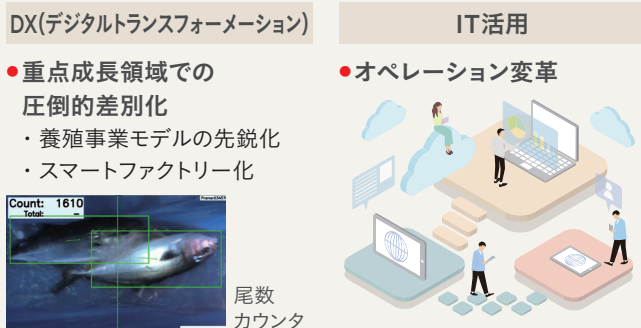 DX(デジタルトランスフォーメーション)
●重点成長領域での
圧倒的差別化
・養殖事業モデルの先鋭化
・スマートファクトリー化
Count: 1610
Total: –
尾数
カウンタ
IT活用
●オペレーション変革